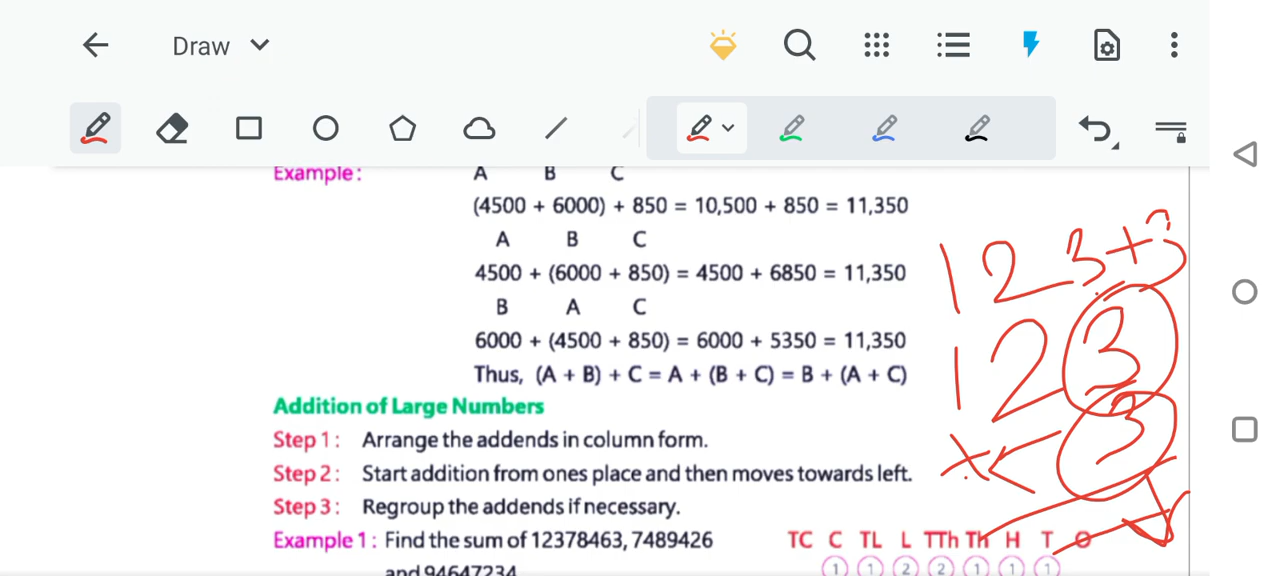 Draw
Example :
A B C
(4500 + 6000) + 850 = 10,500 + 850 = 11,350
A B C
4500 + (6000 + 850) = 4500 + 6850 = 11,350
B A C
6000 + (4500 + 850) = 6000 + 5350 = 11,350
Thus, (A + B) + C = A + (B + C) = B + (A + C)
Addition of Large Numbers
Step 1 : Arrange the addends in column form.
Step 2 : Start addition from ones place and then moves towards left.
Step 3 : Regroup the addends if necessary.
Example 1 : Find the sum of 12378463, 7489426
and 94647234
TC C TL L TTh Th H T O
1 1 2 2 1 1 1
123+3
123
3